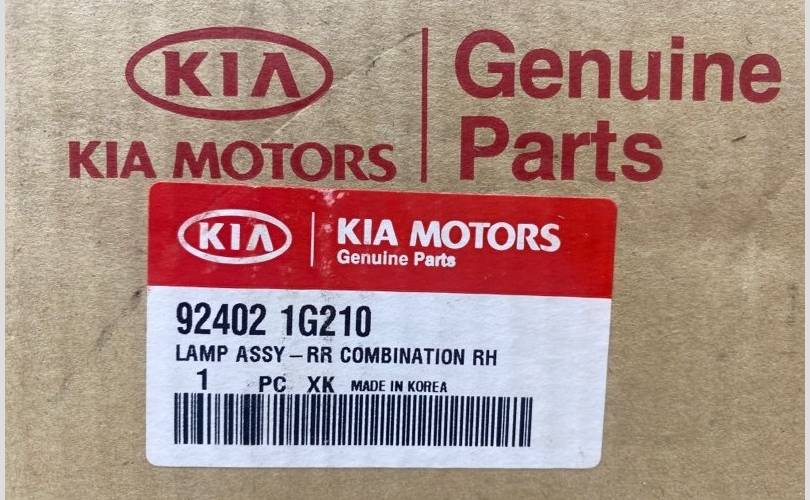 KIA
KIA MOTORS
Genuine
Parts
KIA
KIA MOTORS
Genuine Parts
92402 1G210
LAMP ASSY – RR COMBINATION RH
1 PC XK MADE IN KOREA